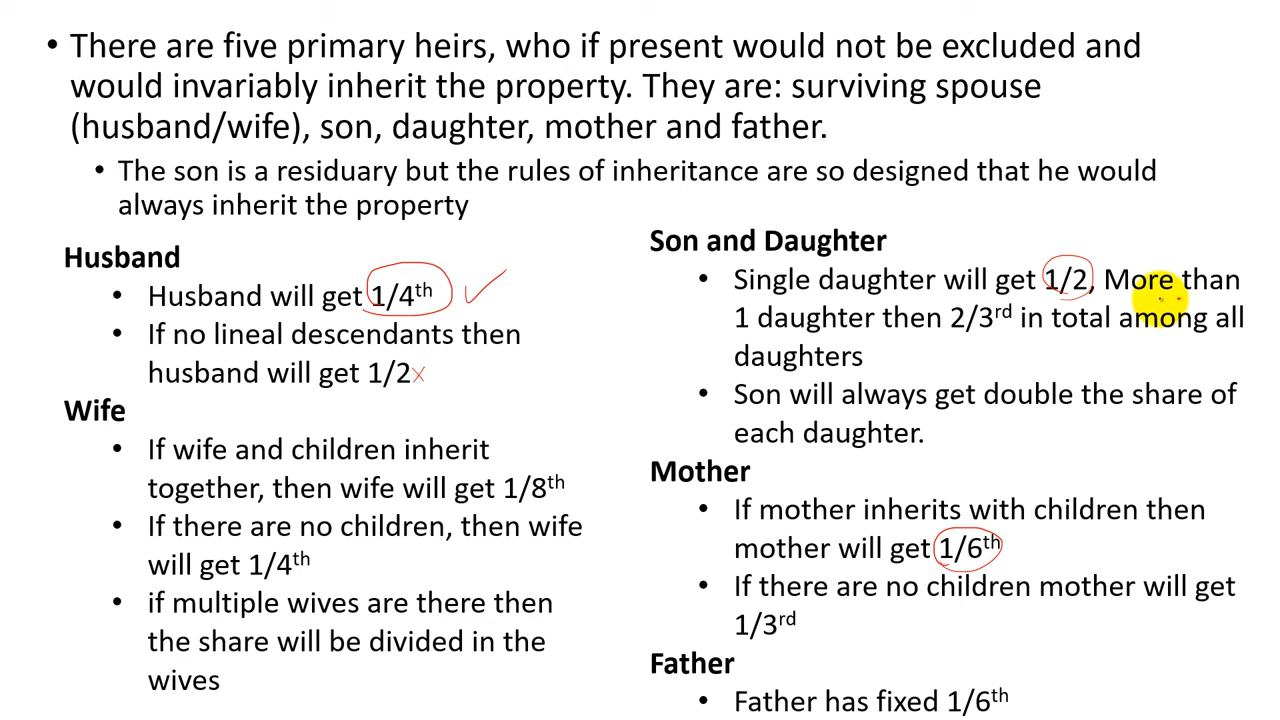 • There are five primary heirs, who if present would not be excluded and
would invariably inherit the property. They are: surviving spouse
(husband/wife), son, daughter, mother and father.
• The son is a residuary but the rules of inheritance are so designed that he would
always inherit the property
Husband
• Husband will get 1/4th
• If no lineal descendants then
husband will get 1/2
Wife
• If wife and children inherit
together, then wife will get 1/8th
• If there are no children, then wife
will get 1/4th
• if multiple wives are there then
the share will be divided in the
wives
Son and Daughter
• Single daughter will get 1/2, More than
1 daughter then 2/3rd in total among all
daughters
• Son will always get double the share of
each daughter.
Mother
• If mother inherits with children then
mother will get 1/6th
• If there are no children mother will get
1/3rd
Father
• Father has fixed 1/6th